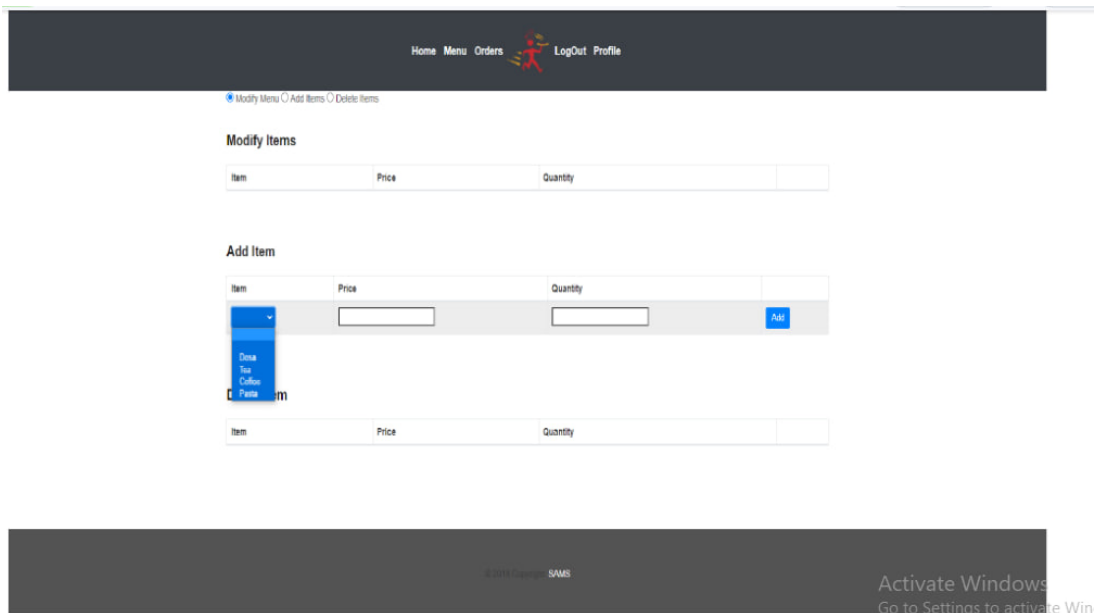 Home Menu Orders LogOut Profile
Modify Menu Add Items Delete Items
Modify Items
Item Price Quantity
Add Item
Item Price Quantity
Add
Dosa
Tea
Coffee
Pasta
D em
Item Price Quantity
Copyright: SAMS
Activate Windows
Go to Settings to activate Win